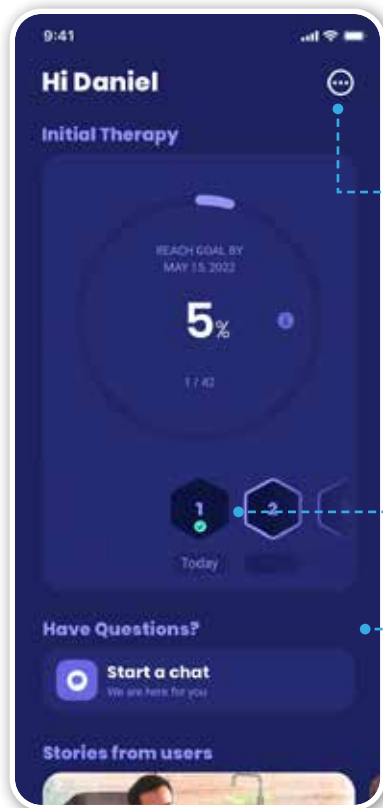 9:41
Hi Daniel
Initial Therapy
REACH GOAL BY
MAY 15, 2022
5%
i
1 / 42
1
2
Today
Have Questions?
Start a chat
We are here for you
Stories from users